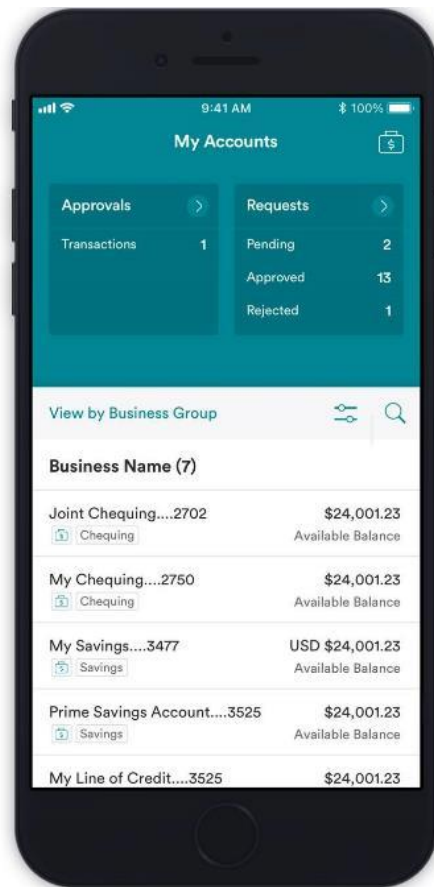 9:41 AM
100%
My Accounts
Approvals
Transactions 1
Requests
Pending 2
Approved 13
Rejected 1
View by Business Group
Business Name (7)
Joint Chequing....2702 $24,001.23
Chequing Available Balance
My Chequing....2750 $24,001.23
Chequing Available Balance
My Savings....3477 USD $24,001.23
Savings Available Balance
Prime Savings Account....3525 $24,001.23
Savings Available Balance
My Line of Credit....3525 $24,001.23